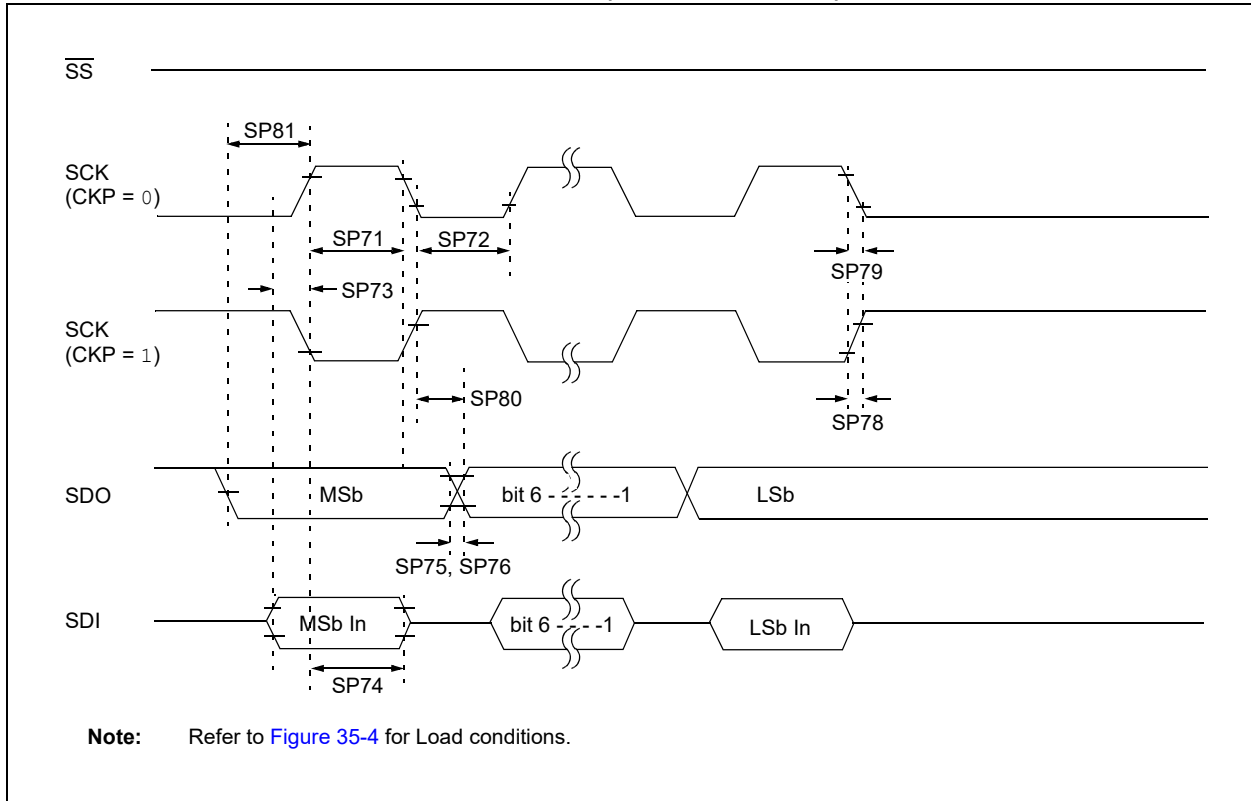 SS
SP81
SCK
(CKP = 0)
SP71
SP72
SP79
SP73
SCK
(CKP = 1)
SP80
SP78
SDO
MSb
bit 6 - - - - - - -1
LSb
SP75, SP76
SDI
MSb In
bit 6 - - - - -1
LSb In
SP74
Note: Refer to Figure 35-4 for Load conditions.